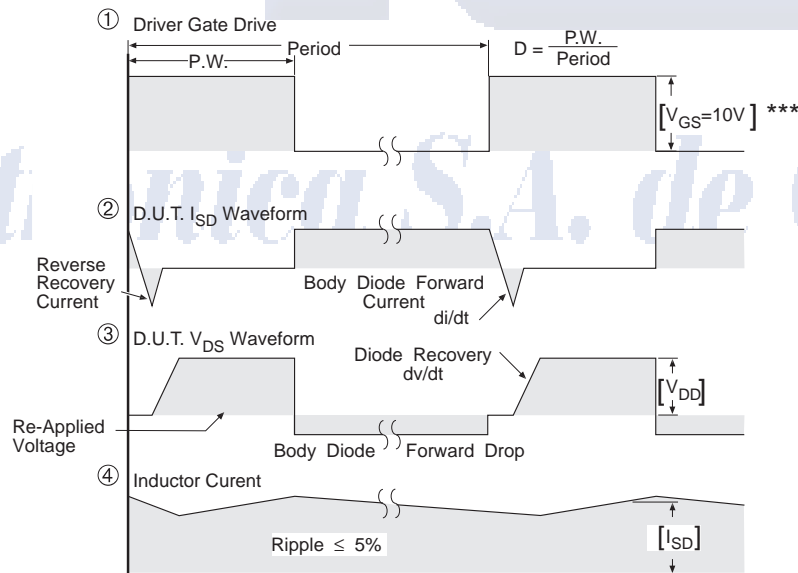 ① Driver Gate Drive
Period
P.W.
D = P.W. / Period
[VGS=10V] ***
nica S.A. de
② D.U.T. ISD Waveform
Reverse
Recovery
Current
Body Diode Forward
Current
di/dt
③ D.U.T. VDS Waveform
Diode Recovery
dv/dt
[VDD]
Re-Applied
Voltage
Body Diode Forward Drop
④ Inductor Curent
Ripple ≤ 5%
[ISD]